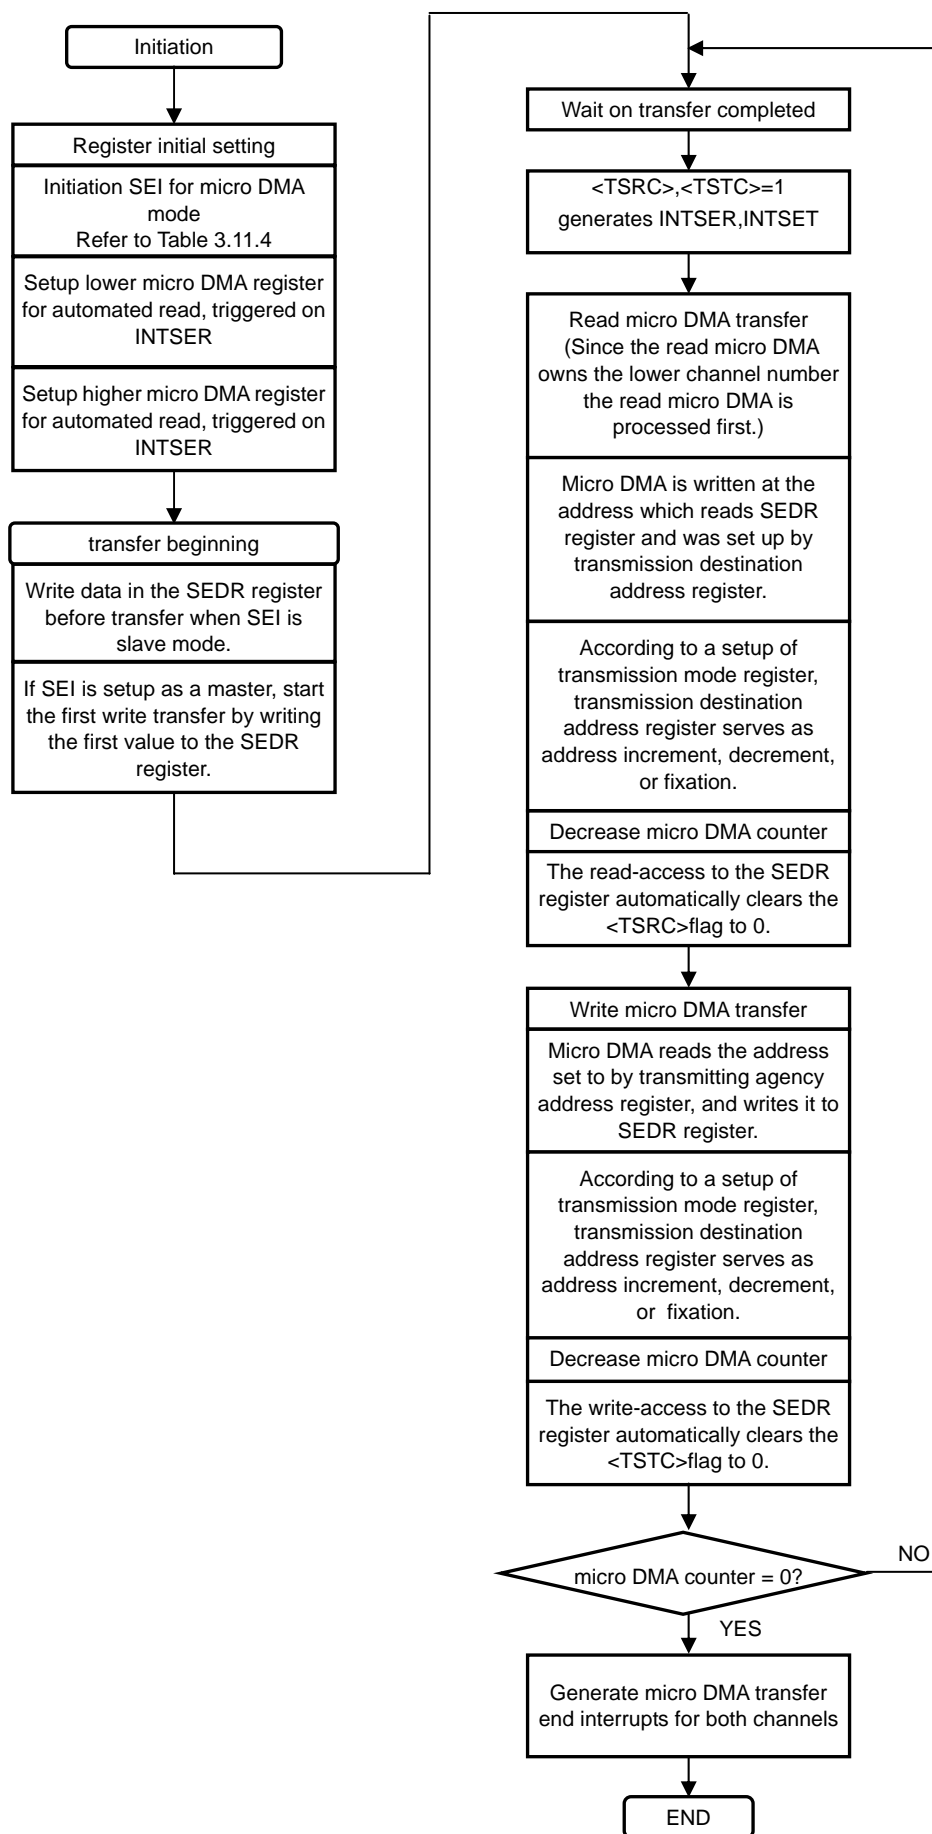 Initiation
Register initial setting
Initiation SEI for micro DMA
mode
Refer to Table 3.11.4
Setup lower micro DMA register
for automated read, triggered on
INTSER
Setup higher micro DMA register
for automated read, triggered on
INTSER
transfer beginning
Write data in the SEDR register
before transfer when SEI is
slave mode.
If SEI is setup as a master, start
the first write transfer by writing
the first value to the SEDR
register.
Wait on transfer completed
<TSRC>,<TSTC>=1
generates INTSER,INTSET
Read micro DMA transfer
(Since the read micro DMA
owns the lower channel number
the read micro DMA is
processed first.)
Micro DMA is written at the
address which reads SEDR
register and was set up by
transmission destination
address register.
According to a setup of
transmission mode register,
transmission destination
address register serves as
address increment, decrement,
or fixation.
Decrease micro DMA counter
The read-access to the SEDR
register automatically clears the
<TSRC>flag to 0.
Write micro DMA transfer
Micro DMA reads the address
set to by transmitting agency
address register, and writes it to
SEDR register.
According to a setup of
transmission mode register,
transmission destination
address register serves as
address increment, decrement,
or  fixation.
Decrease micro DMA counter
The write-access to the SEDR
register automatically clears the
<TSTC>flag to 0.
micro DMA counter = 0?
NO
YES
Generate micro DMA transfer
end interrupts for both channels
END